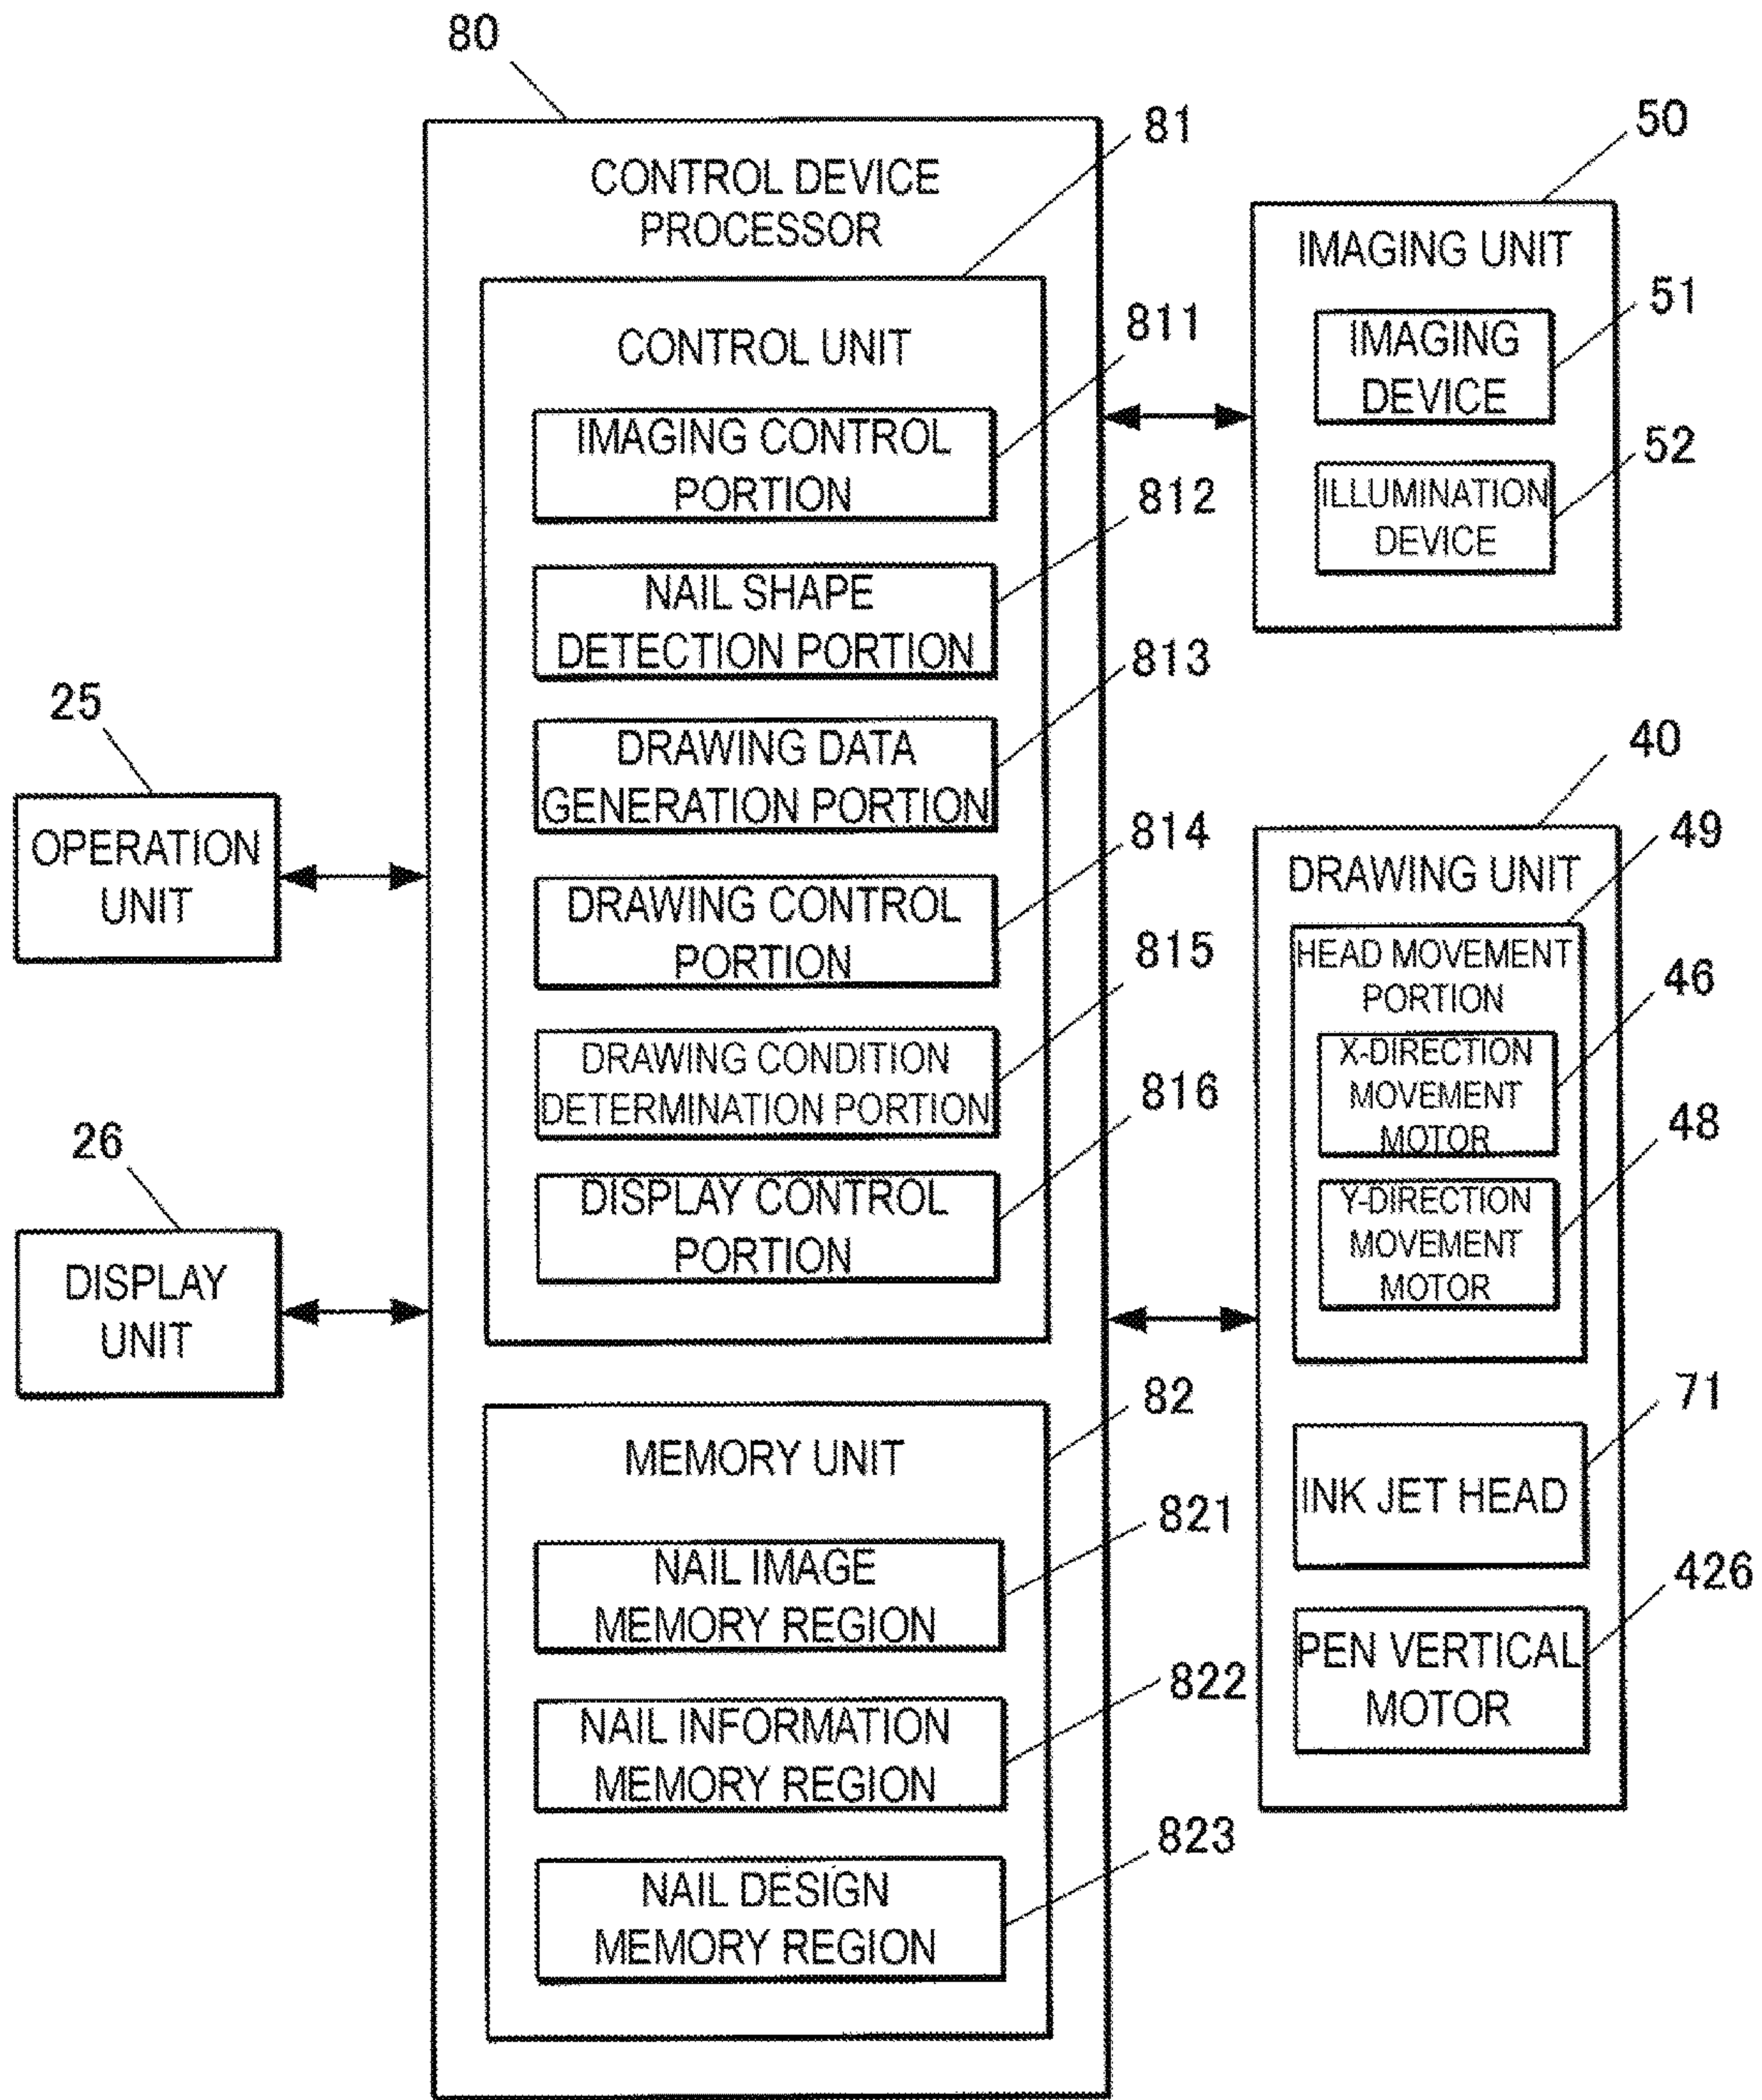 80
CONTROL DEVICE
PROCESSOR
81
CONTROL UNIT
811
IMAGING CONTROL
PORTION
812
NAIL SHAPE
DETECTION PORTION
813
DRAWING DATA
GENERATION PORTION
814
DRAWING CONTROL
PORTION
815
DRAWING CONDITION
DETERMINATION PORTION
816
DISPLAY CONTROL
PORTION
82
MEMORY UNIT
821
NAIL IMAGE
MEMORY REGION
822
NAIL INFORMATION
MEMORY REGION
823
NAIL DESIGN
MEMORY REGION
25
OPERATION
UNIT
26
DISPLAY
UNIT
50
IMAGING UNIT
51
IMAGING
DEVICE
52
ILLUMINATION
DEVICE
40
DRAWING UNIT
49
HEAD MOVEMENT
PORTION
46
X-DIRECTION
MOVEMENT
MOTOR
48
Y-DIRECTION
MOVEMENT
MOTOR
71
INK JET HEAD
426
PEN VERTICAL
MOTOR